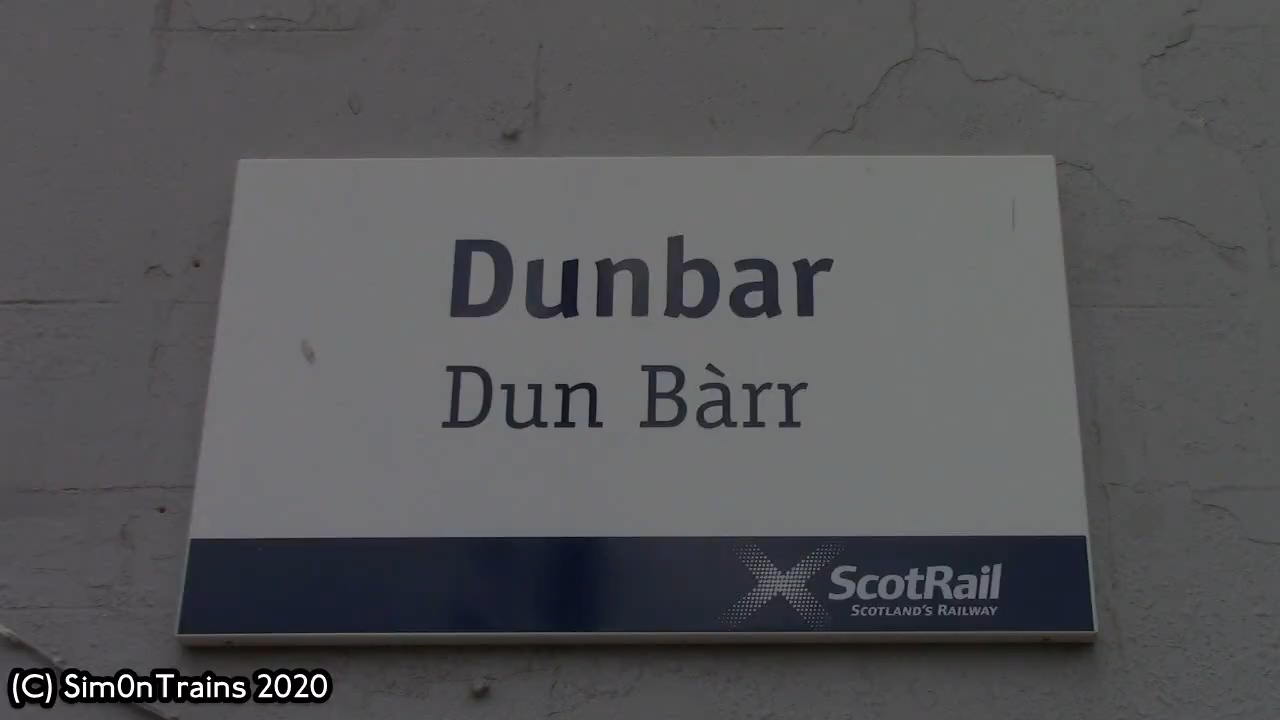 Dunbar
Dun Bàrr
ScotRail
SCOTLAND'S RAILWAY
(C) Sim0nTrains 2020